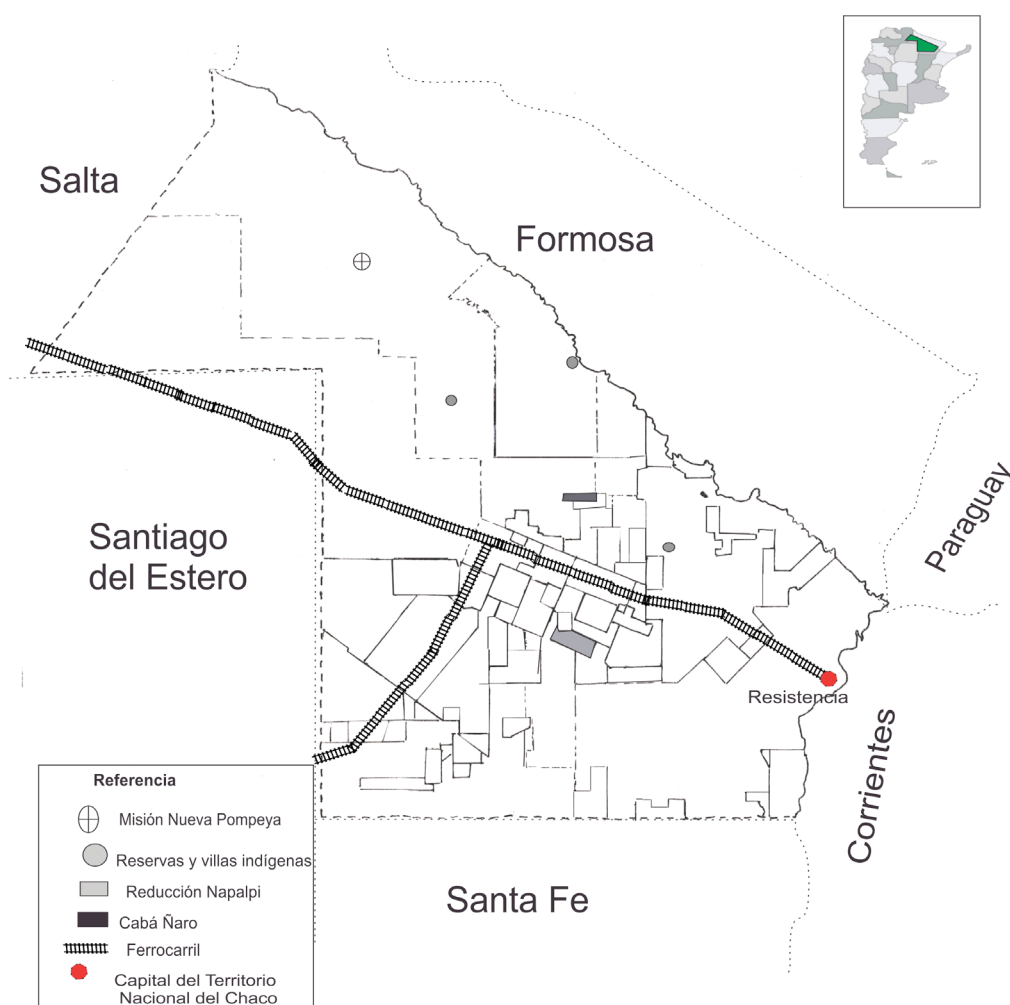 Salta
Formosa
Paraguay
Santiago
del Estero
Resistencia
Corrientes
Santa Fe
Referencia
Misión Nueva Pompeya
Reservas y villas indígenas
Reducción Napalpi
Cabá Ñaro
Ferrocarril
Capital del Territorio
Nacional del Chaco